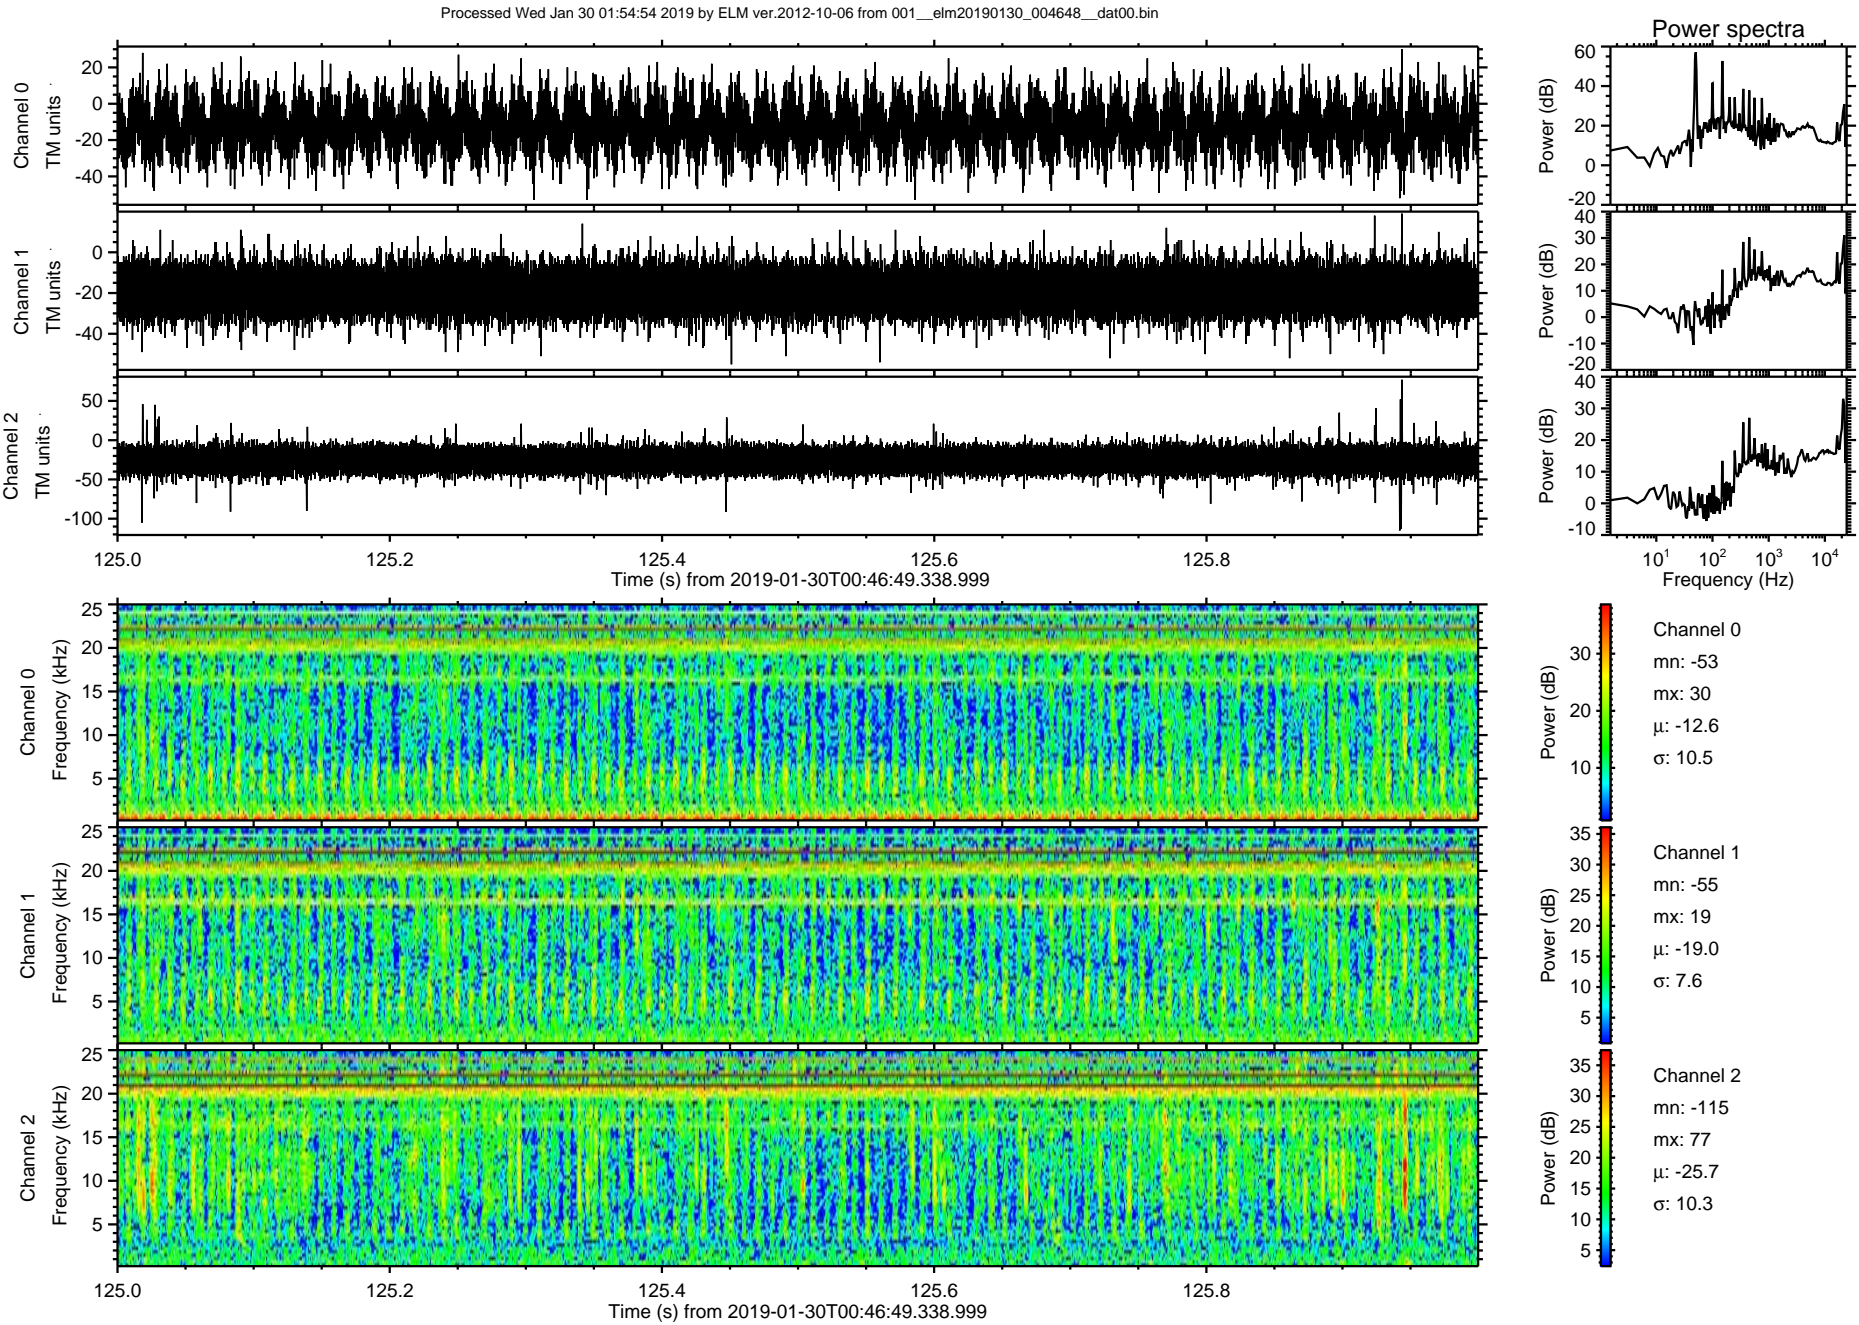 Processed Wed Jan 30 01:54:54 2019 by ELM ver.2012-10-06 from 001__elm20190130_004648__dat00.bin
Power spectra
Channel 0
TM units
20
0
-20
-40
Power (dB)
60
40
20
0
-20
Channel 1
TM units
0
-20
-40
Power (dB)
40
30
20
10
0
-10
-20
Channel 2
TM units
50
0
-50
-100
Power (dB)
40
30
20
10
0
-10
125.0 125.2 125.4 125.6 125.8
Time (s) from 2019-01-30T00:46:49.338.999
10^1 10^2 10^3 10^4
Frequency (Hz)
Channel 0
Frequency (kHz)
25
20
15
10
5
Power (dB)
30
20
10
Channel 0
mn: -53
mx: 30
µ: -12.6
σ: 10.5
Channel 1
Frequency (kHz)
25
20
15
10
5
Power (dB)
35
30
25
20
15
10
5
Channel 1
mn: -55
mx: 19
µ: -19.0
σ: 7.6
Channel 2
Frequency (kHz)
25
20
15
10
5
Power (dB)
35
30
25
20
15
10
5
Channel 2
mn: -115
mx: 77
µ: -25.7
σ: 10.3
125.0 125.2 125.4 125.6 125.8
Time (s) from 2019-01-30T00:46:49.338.999